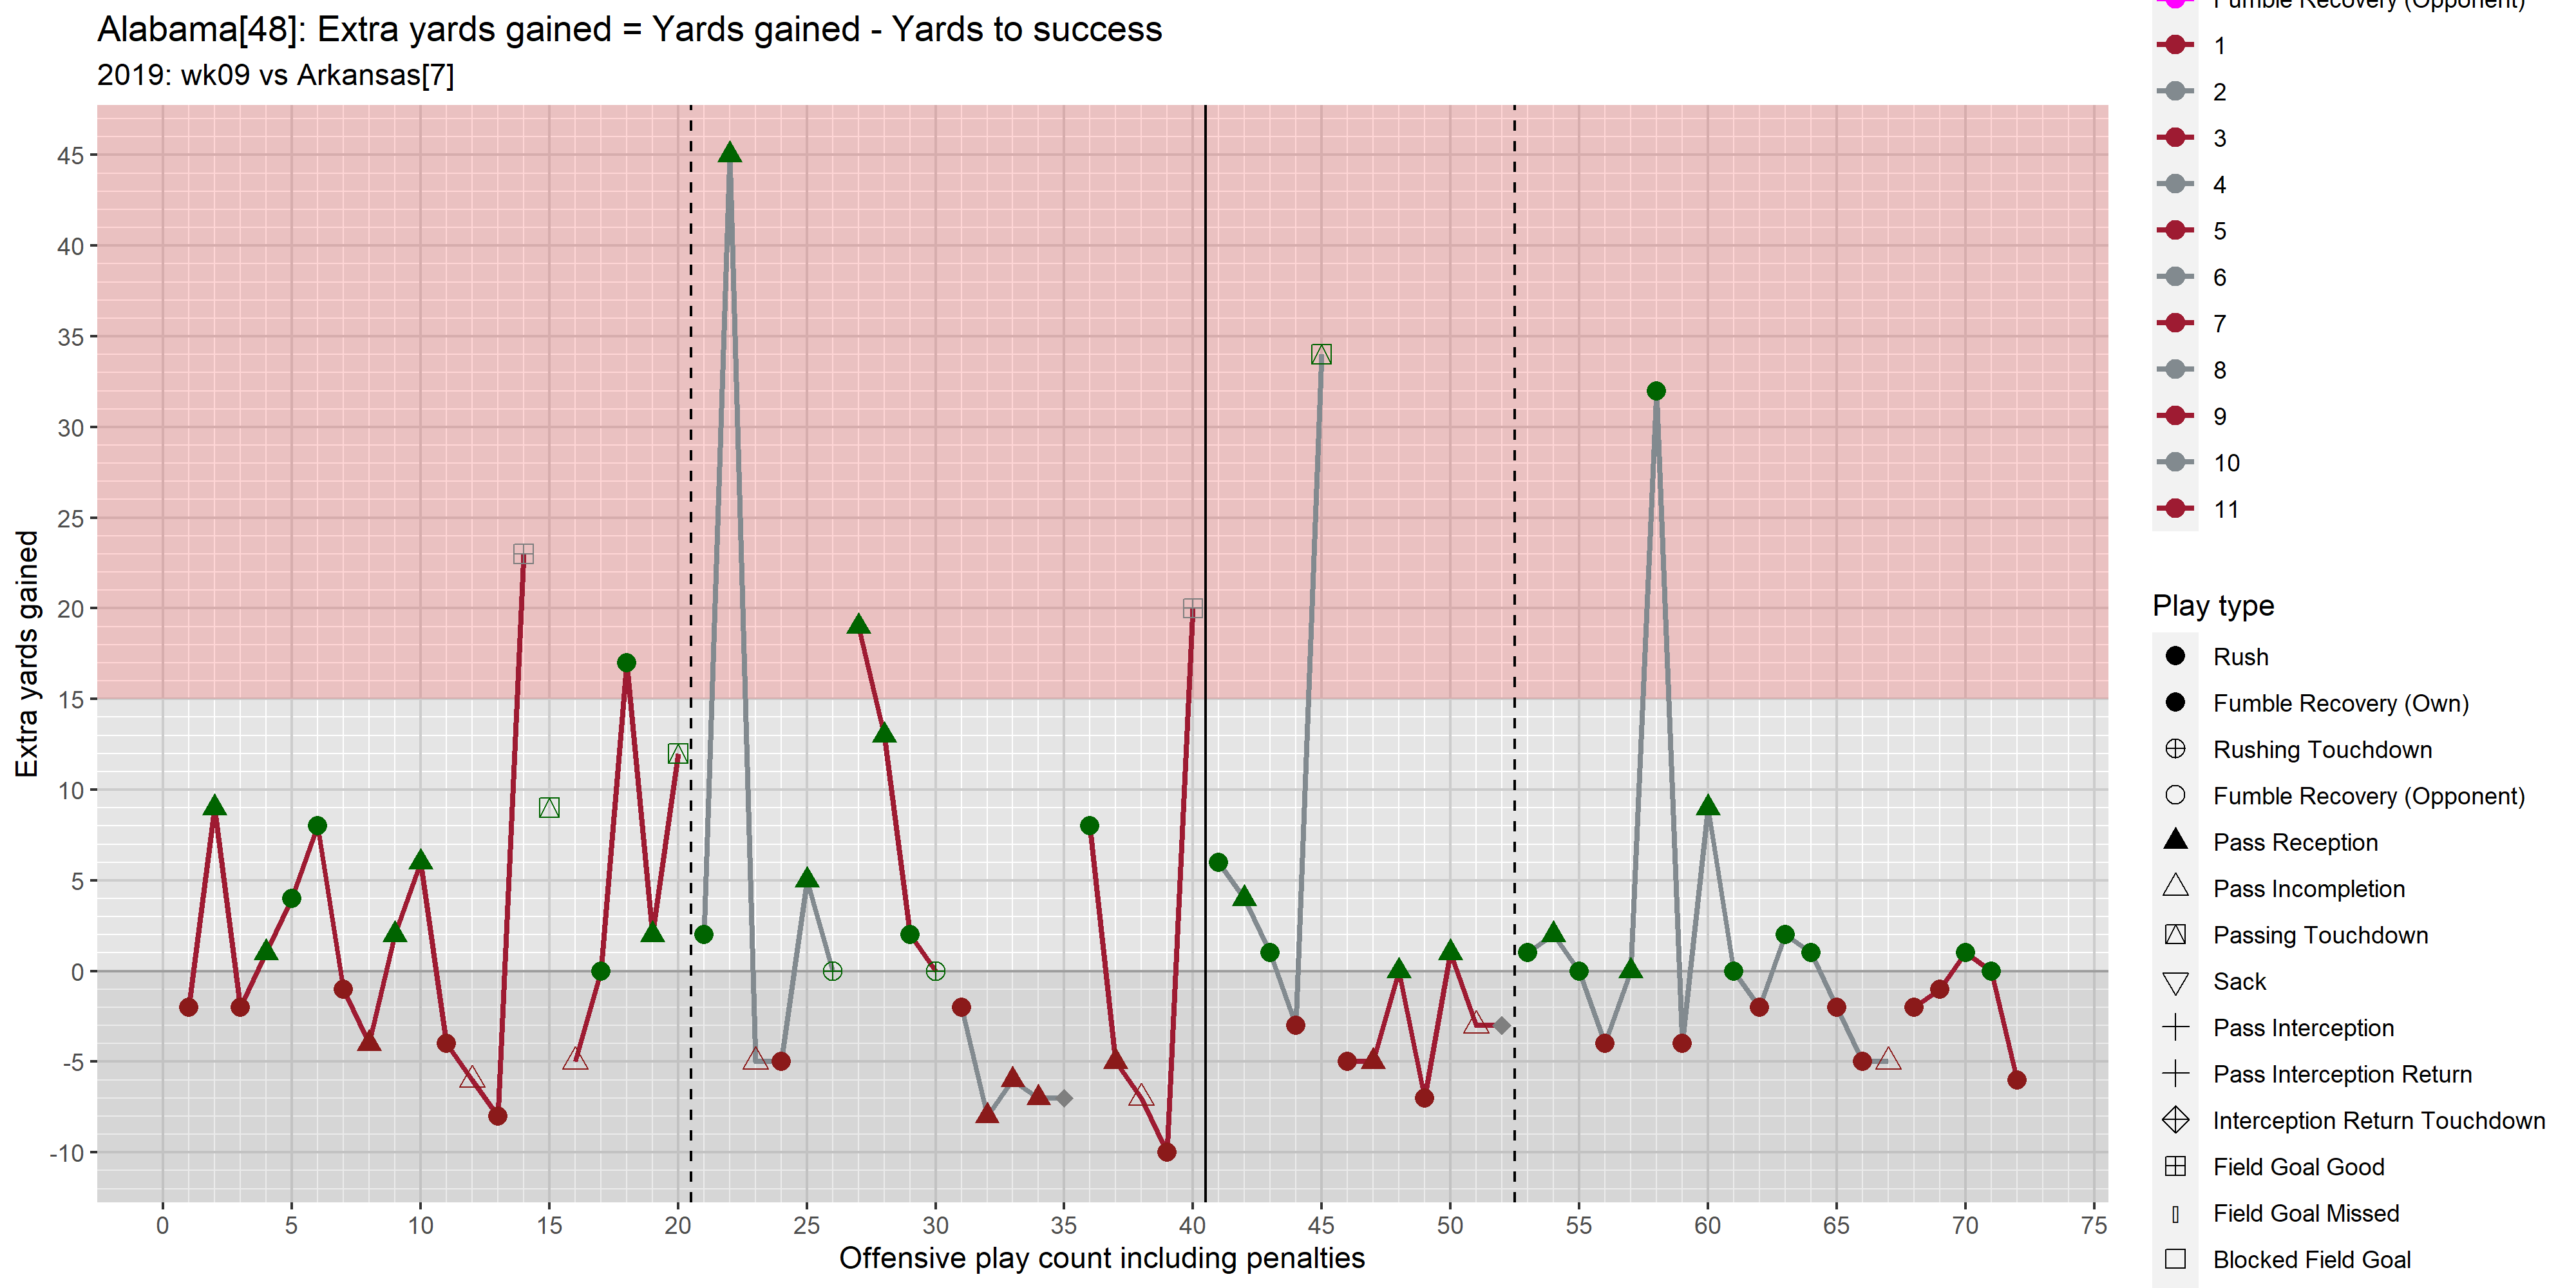 Alabama[48]: Extra yards gained = Yards gained - Yards to success
2019: wk09 vs Arkansas[7]
Extra yards gained
45
40
35
30
25
20
15
10
5
0
-5
-10
0 5 10 15 20 25 30 35 40 45 50 55 60 65 70 75
Offensive play count including penalties
Fumble Recovery (Opponent)
1
2
3
4
5
6
7
8
9
10
11
Play type
Rush
Fumble Recovery (Own)
Rushing Touchdown
Fumble Recovery (Opponent)
Pass Reception
Pass Incompletion
Passing Touchdown
Sack
Pass Interception
Pass Interception Return
Interception Return Touchdown
Field Goal Good
Field Goal Missed
Blocked Field Goal